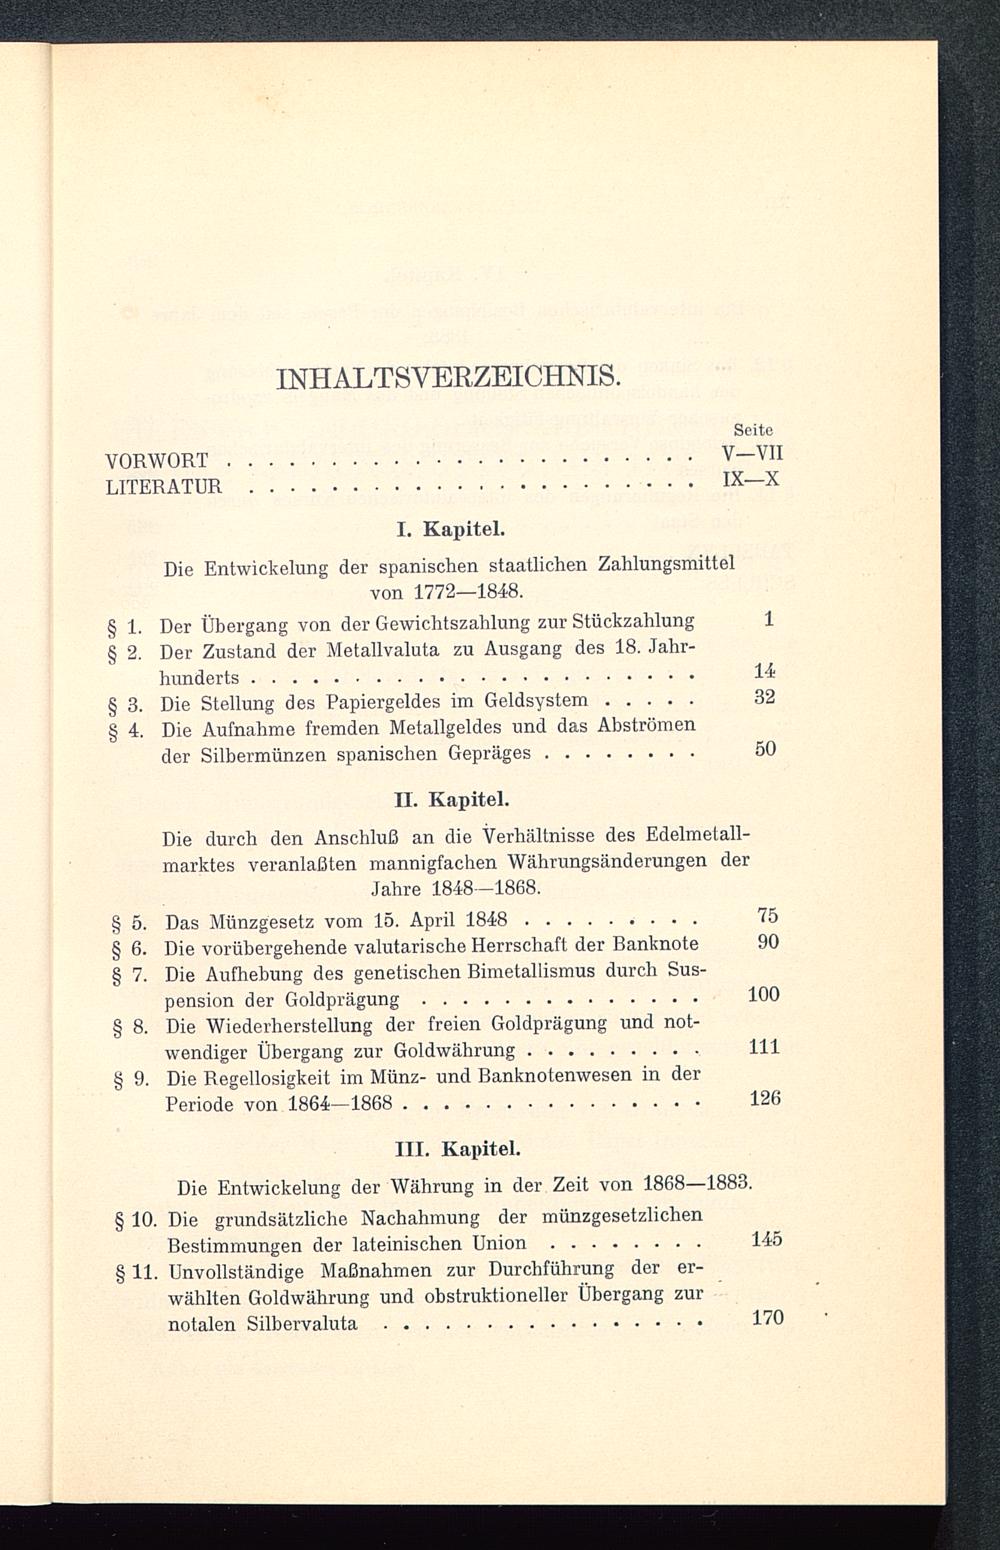 INHALTSVERZEICHNIS.
Seite
VORWORT . . . . . . . . . . . . . . . . . . . . . . . V—VII
LITERATUR . . . . . . . . . . . . . . . . . . . . . . IX—X
I. Kapitel.
Die Entwickelung der spanischen staatlichen Zahlungsmittel
von 1772—1848.
§ 1. Der Übergang von der Gewichtszahlung zur Stückzahlung 1
§ 2. Der Zustand der Metallvaluta zu Ausgang des 18. Jahr-
hunderts . . . . . . . . . . . . . . . . . . . . . . 14
§ 3. Die Stellung des Papiergeldes im Geldsystem . . . . . 32
§ 4. Die Aufnahme fremden Metallgeldes und das Abströmen
der Silbermünzen spanischen Gepräges . . . . . . . . 50
II. Kapitel.
Die durch den Anschluß an die Verhältnisse des Edelmetall-
marktes veranlaßten mannigfachen Währungsänderungen der
Jahre 1848—1868.
§ 5. Das Münzgesetz vom 15. April 1848 . . . . . . . . . 75
§ 6. Die vorübergehende valutarische Herrschaft der Banknote 90
§ 7. Die Aufhebung des genetischen Bimetallismus durch Sus-
pension der Goldprägung . . . . . . . . . . . . . . 100
§ 8. Die Wiederherstellung der freien Goldprägung und not-
wendiger Übergang zur Goldwährung . . . . . . . . . 111
§ 9. Die Regellosigkeit im Münz- und Banknotenwesen in der
Periode von 1864—1868 . . . . . . . . . . . . . . . 126
III. Kapitel.
Die Entwickelung der Währung in der Zeit von 1868—1883.
§ 10. Die grundsätzliche Nachahmung der münzgesetzlichen
Bestimmungen der lateinischen Union . . . . . . . . 145
§ 11. Unvollständige Maßnahmen zur Durchführung der er-
wählten Goldwährung und obstruktioneller Übergang zur
notalen Silbervaluta . . . . . . . . . . . . . . . . 170